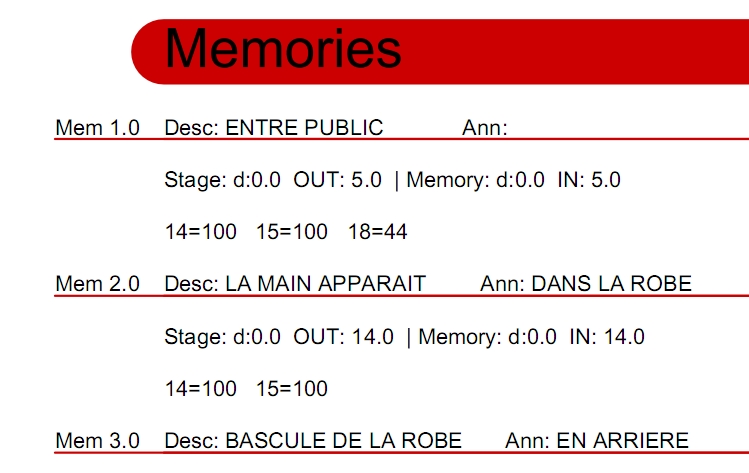 Memories
Mem 1.0 Desc: ENTRE PUBLIC Ann:
Stage: d:0.0 OUT: 5.0 | Memory: d:0.0 IN: 5.0
14=100 15=100 18=44
Mem 2.0 Desc: LA MAIN APPARAIT Ann: DANS LA ROBE
Stage: d:0.0 OUT: 14.0 | Memory: d:0.0 IN: 14.0
14=100 15=100
Mem 3.0 Desc: BASCULE DE LA ROBE Ann: EN ARRIERE